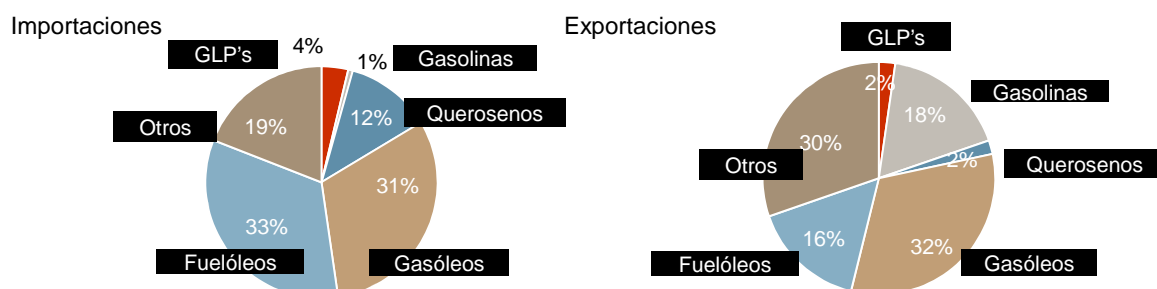 Importaciones
GLP's
4%
1%
Gasolinas
12%
Querosenos
Otros
19%
31%
33%
Fuelóleos
Gasóleos
Exportaciones
GLP's
2%
18%
Gasolinas
2%
Querosenos
30%
Otros
16%
Fuelóleos
32%
Gasóleos